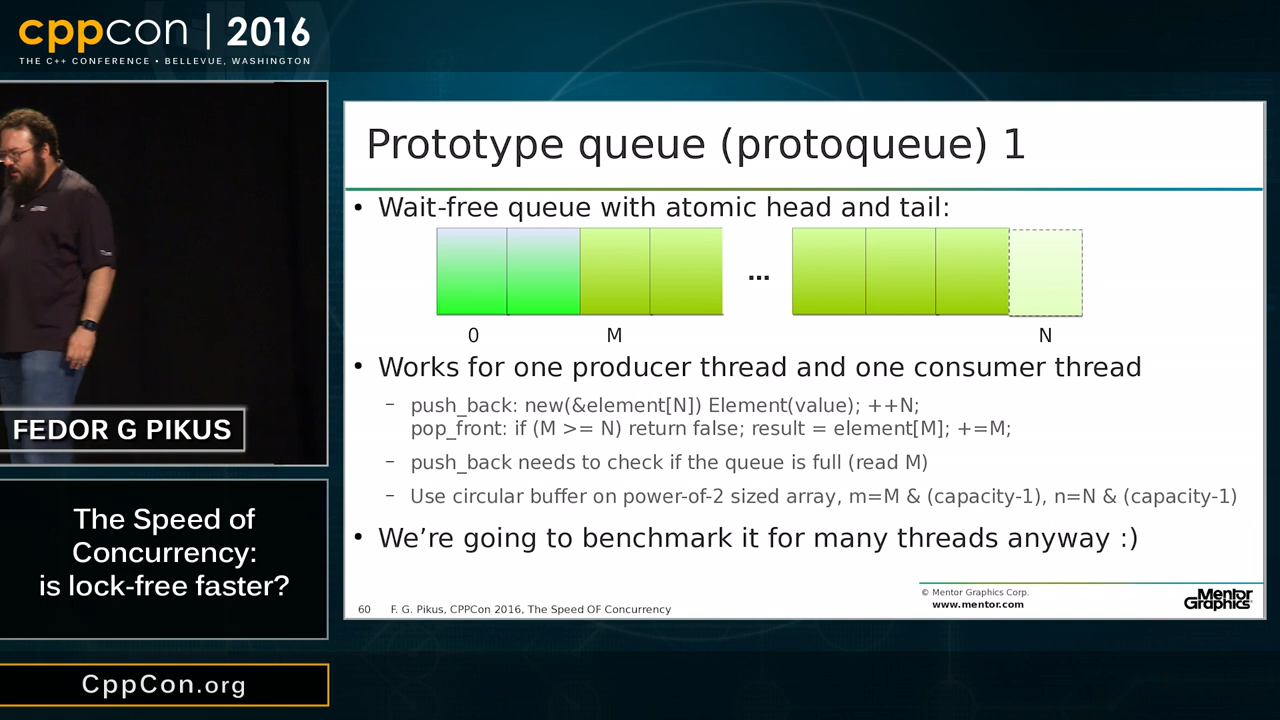 cppcon | 2016
THE C++ CONFERENCE • BELLEVUE, WASHINGTON
FEDOR G PIKUS
The Speed of
Concurrency:
is lock-free faster?
CppCon.org
Prototype queue (protoqueue) 1
• Wait-free queue with atomic head and tail:
...
0 M N
• Works for one producer thread and one consumer thread
– push_back: new(&element[N]) Element(value); ++N;
pop_front: if (M >= N) return false; result = element[M]; +=M;
– push_back needs to check if the queue is full (read M)
– Use circular buffer on power-of-2 sized array, m=M & (capacity-1), n=N & (capacity-1)
• We’re going to benchmark it for many threads anyway :)
60 F. G. Pikus, CPPCon 2016, The Speed OF Concurrency
© Mentor Graphics Corp.
www.mentor.com
Mentor
Graphics